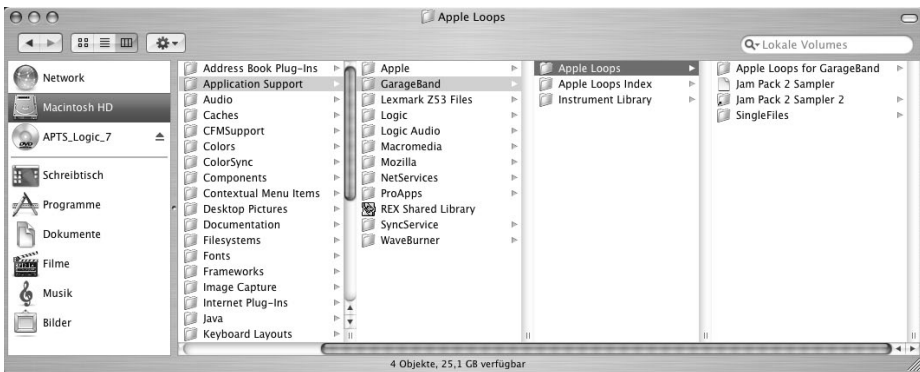 Apple Loops
Lokale Volumes
Network
Macintosh HD
APTS_Logic_7
Schreibtisch
Programme
Dokumente
Filme
Musik
Bilder
Address Book Plug-Ins
Application Support
Audio
Caches
CFMSupport
Colors
ColorSync
Components
Contextual Menu Items
Desktop Pictures
Documentation
Filesystems
Fonts
Frameworks
Image Capture
Internet Plug-Ins
Java
Keyboard Layouts
Apple
GarageBand
Lexmark Z53 Files
Logic
Logic Audio
Macromedia
Mozilla
NetServices
ProApps
REX Shared Library
SyncService
WaveBurner
Apple Loops
Apple Loops Index
Instrument Library
Apple Loops for GarageBand
Jam Pack 2 Sampler
Jam Pack 2 Sampler 2
SingleFiles
4 Objekte, 25,1 GB verfügbar